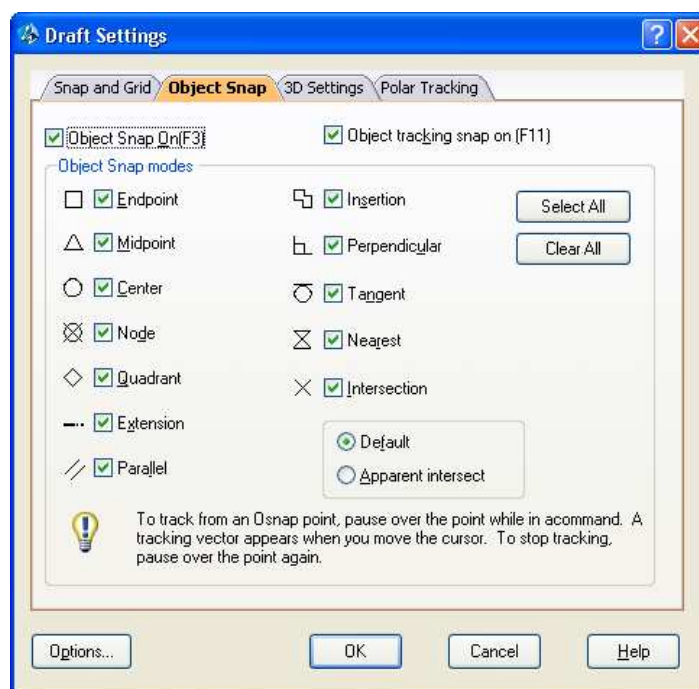 Draft Settings
Snap and Grid
Object Snap
3D Settings
Polar Tracking
Object Snap On(F3)
Object tracking snap on (F11)
Object Snap modes
Endpoint
Midpoint
Center
Node
Quadrant
Extension
Parallel
Insertion
Perpendicular
Tangent
Nearest
Intersection
Default
Apparent intersect
Select All
Clear All
To track from an Osnap point, pause over the point while in acommand. A
tracking vector appears when you move the cursor. To stop tracking,
pause over the point again.
Options...
OK
Cancel
Help